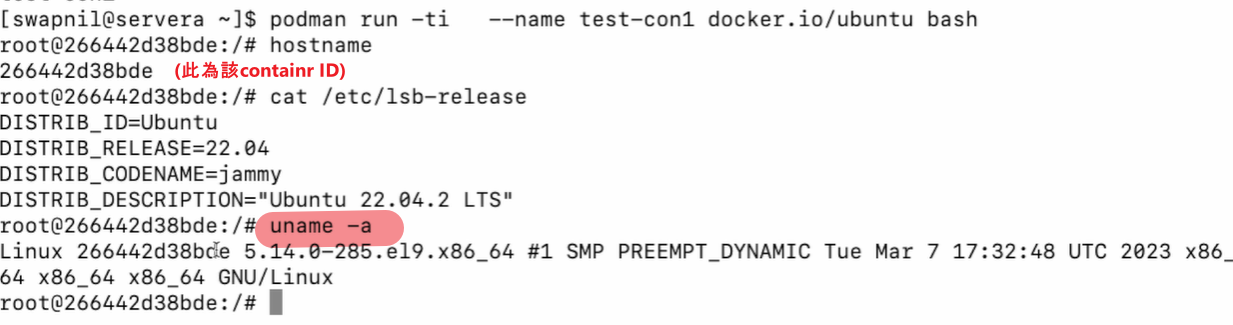 [swapnil@servera ~]$ podman run -ti   --name test-con1 docker.io/ubuntu bash
root@266442d38bde:/# hostname
266442d38bde (此為該containr ID)
root@266442d38bde:/# cat /etc/lsb-release
DISTRIB_ID=Ubuntu
DISTRIB_RELEASE=22.04
DISTRIB_CODENAME=jammy
DISTRIB_DESCRIPTION="Ubuntu 22.04.2 LTS"
root@266442d38bde:/# uname -a
Linux 266442d38bde 5.14.0-285.el9.x86_64 #1 SMP PREEMPT_DYNAMIC Tue Mar 7 17:32:48 UTC 2023 x86_
64 x86_64 x86_64 GNU/Linux
root@266442d38bde:/#